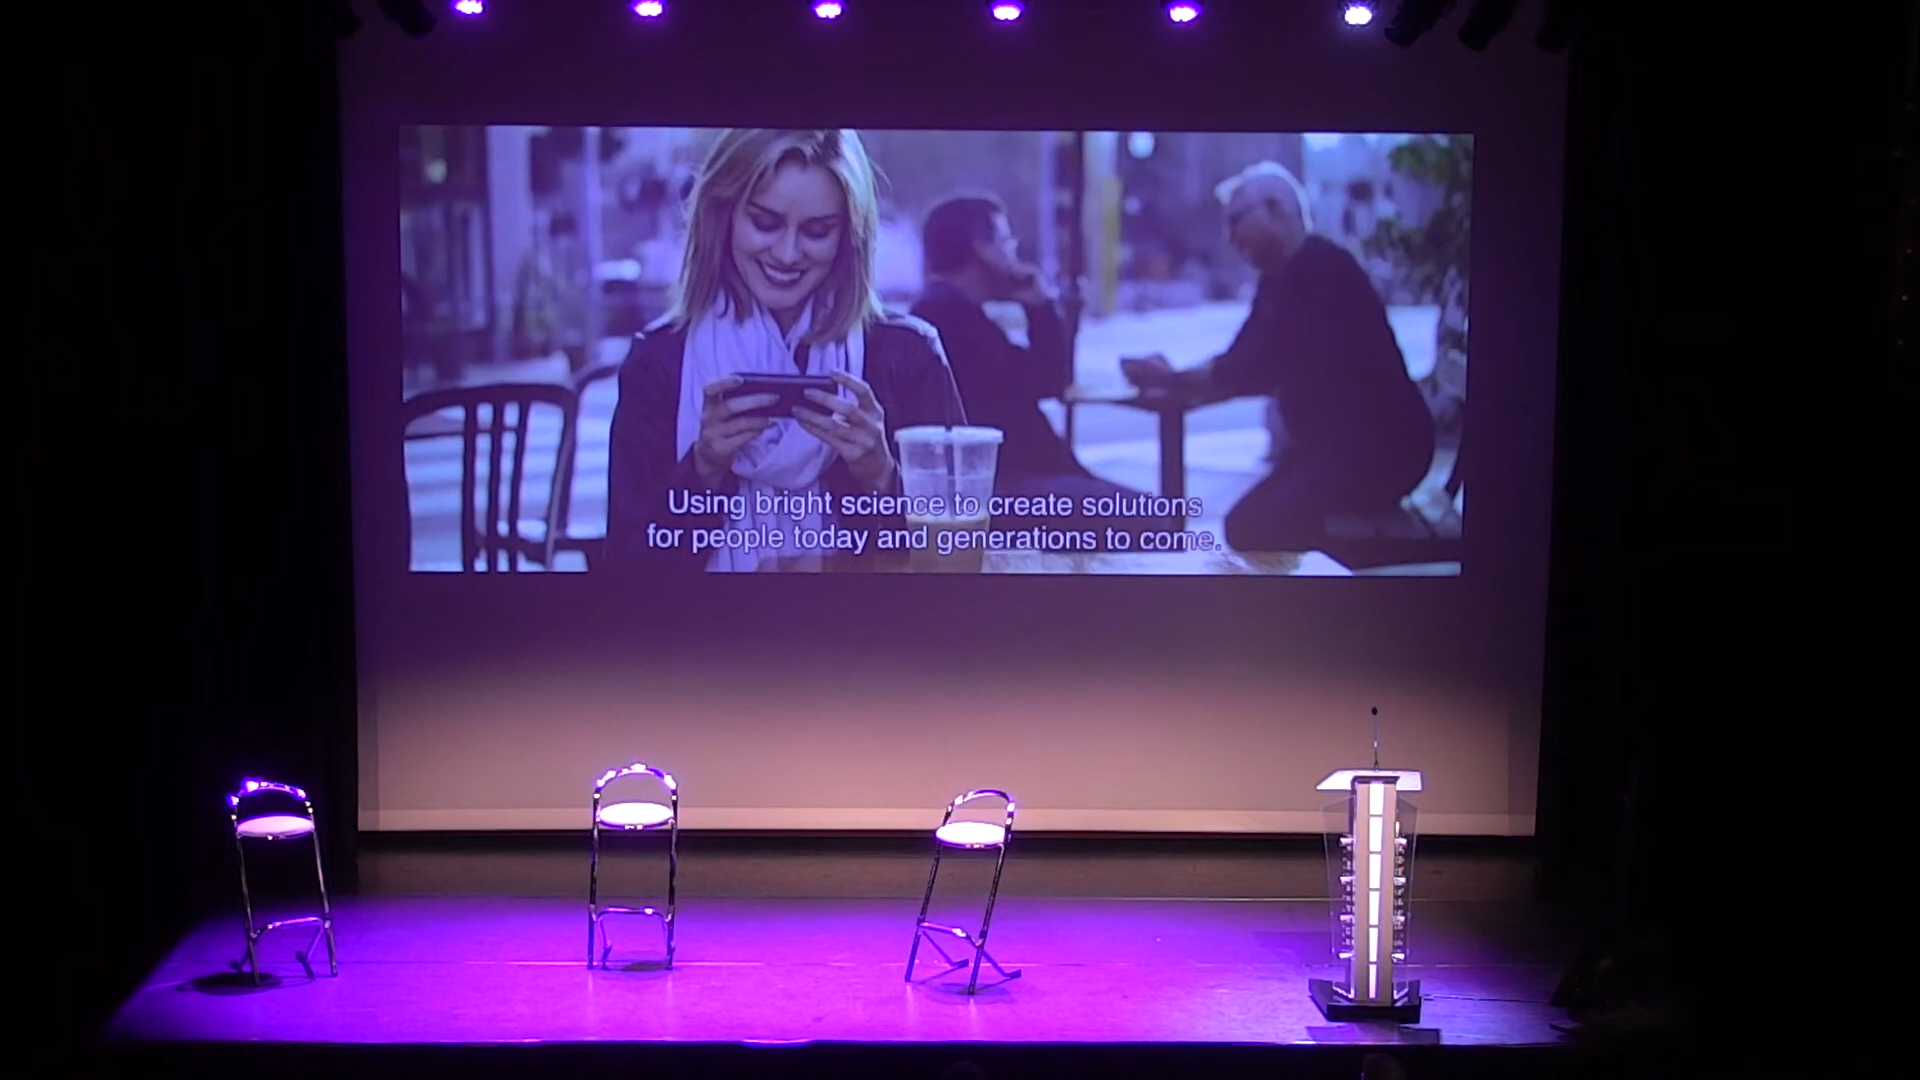 Using bright science to create solutions
for people today and generations to come.